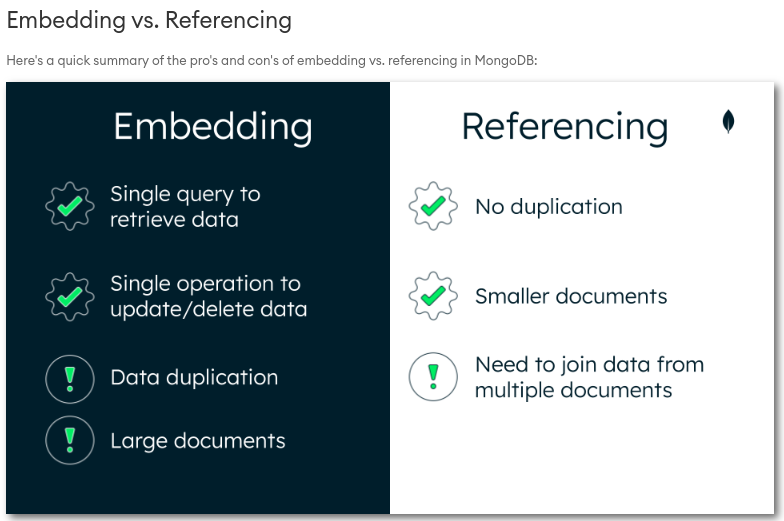 Embedding vs. Referencing
Here's a quick summary of the pro's and con's of embedding vs. referencing in MongoDB:
Embedding
Single query to
retrieve data
Single operation to
update/delete data
Data duplication
Large documents
Referencing
No duplication
Smaller documents
Need to join data from
multiple documents